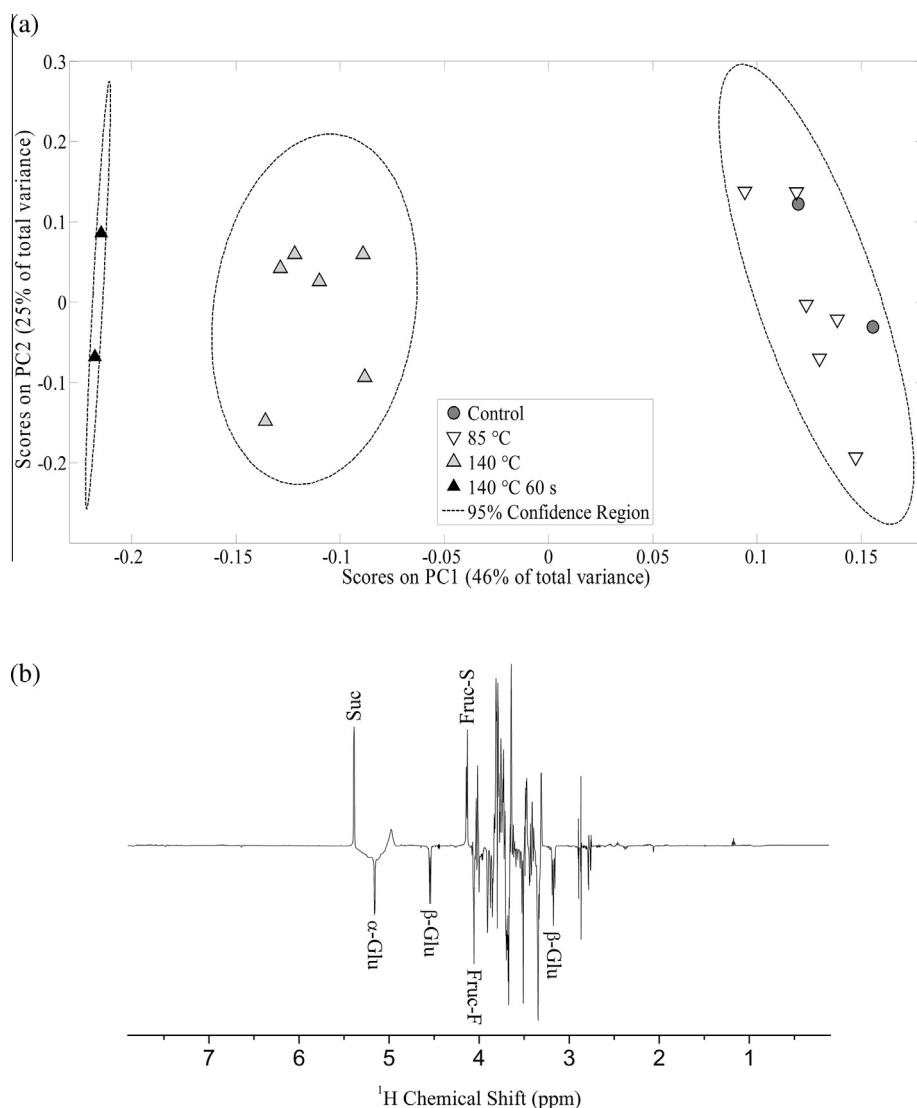 (a)
0.3
0.2
0.1
0
-0.1
-0.2
Scores on PC2 (25% of total variance)
Control
85 °C
140 °C
140 °C 60 s
95% Confidence Region
-0.2 -0.15 -0.1 -0.05 0 0.05 0.1 0.15
Scores on PC1 (46% of total variance)
(b)
Suc
Fruc-S
α-Glu
β-Glu
Fruc-F
β-Glu
7 6 5 4 3 2 1
¹H Chemical Shift (ppm)